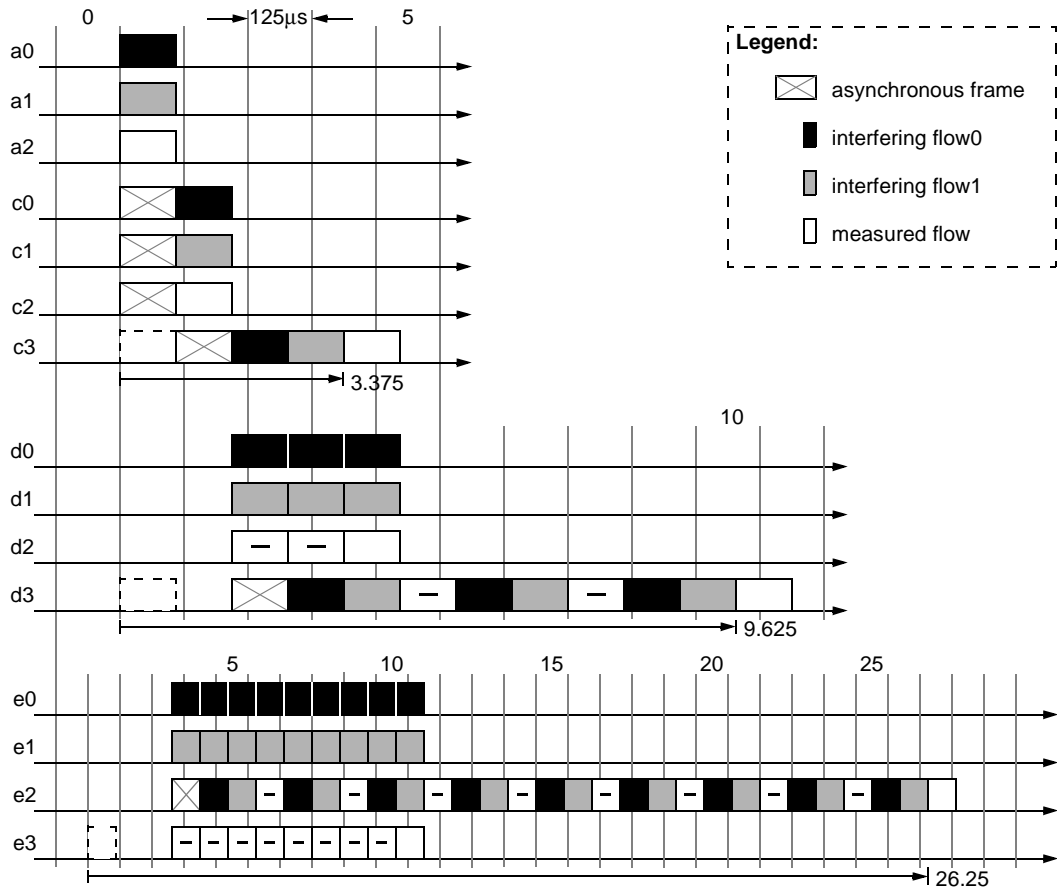 0 125μs 5
a0
a1
a2
c0
c1
c2
c3
3.375
Legend:
asynchronous frame
interfering flow0
interfering flow1
measured flow
10
d0
d1
d2
d3
9.625
5 10 15 20 25
e0
e1
e2
e3
26.25